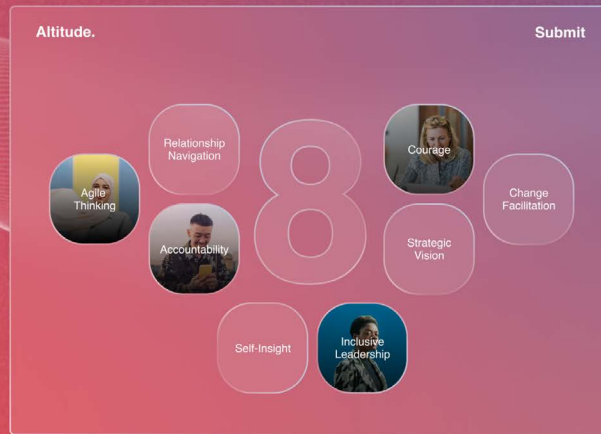 Altitude.
Submit
Relationship
Navigation
8
Courage
Agile
Thinking
Change
Facilitation
Accountability
Strategic
Vision
Self-Insight
Inclusive
Leadership